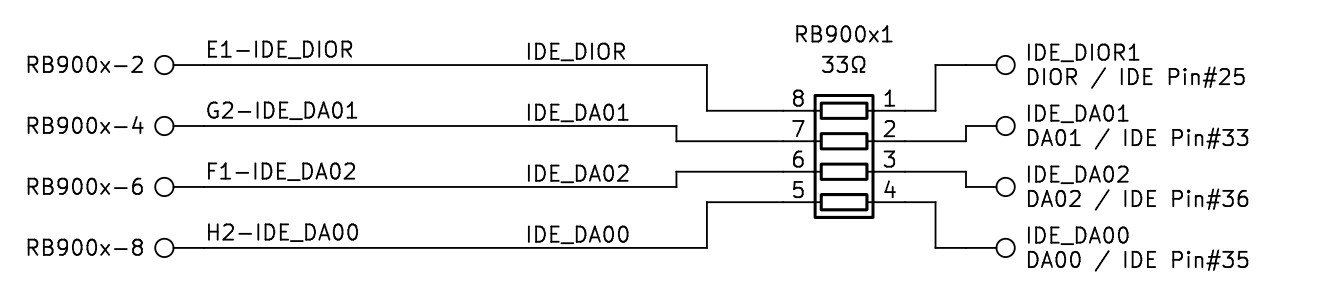 RB900x1
33Ω
RB900x-2
E1-IDE_DIOR
IDE_DIOR
8
1
IDE_DIOR1
DIOR / IDE Pin#25
RB900x-4
G2-IDE_DA01
IDE_DA01
7
2
IDE_DA01
DA01 / IDE Pin#33
RB900x-6
F1-IDE_DA02
IDE_DA02
6
3
IDE_DA02
DA02 / IDE Pin#36
RB900x-8
H2-IDE_DA00
IDE_DA00
5
4
IDE_DA00
DA00 / IDE Pin#35